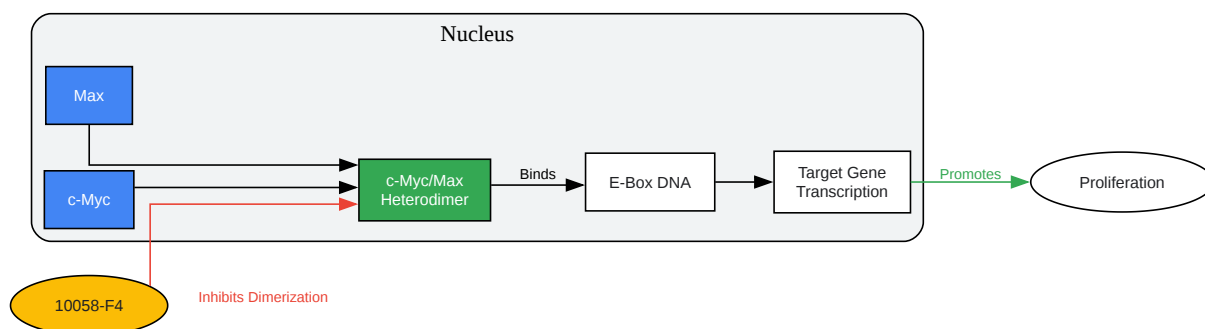 Nucleus
Max
c-Myc
c-Myc/Max
Heterodimer
Binds
E-Box DNA
Target Gene
Transcription
Promotes
Proliferation
10058-F4
Inhibits Dimerization